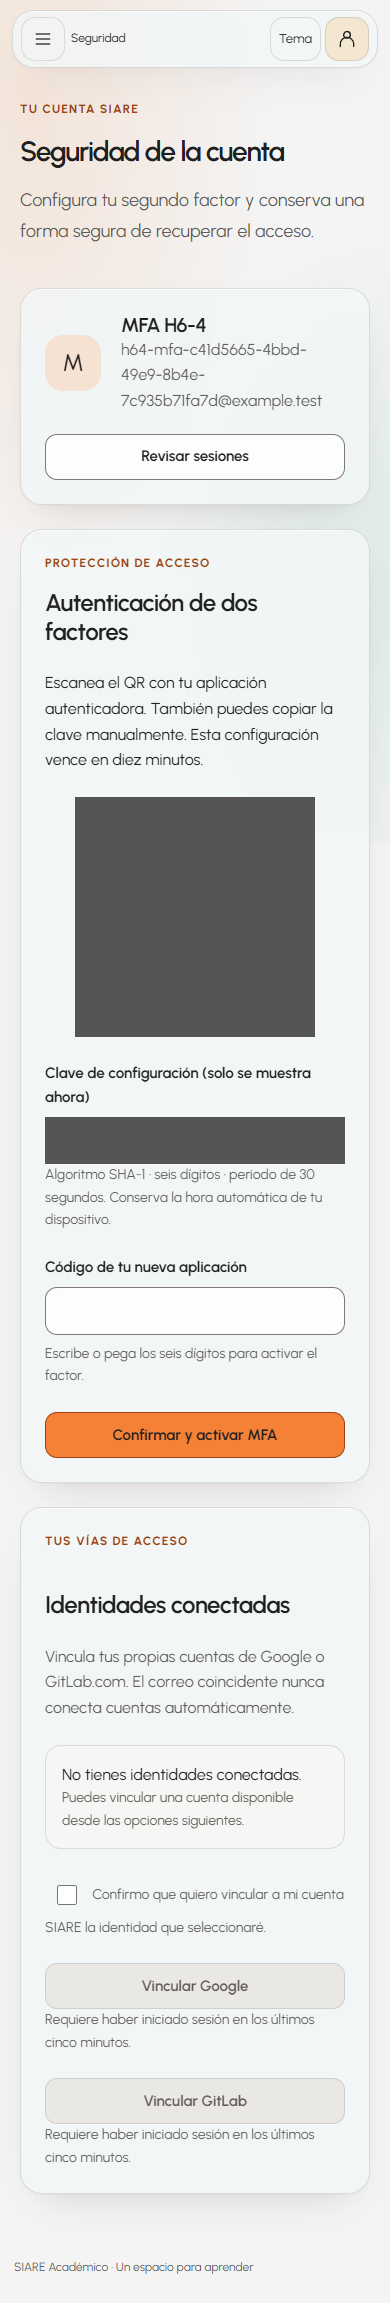 Seguridad
Tema
TU CUENTA SIARE
Seguridad de la cuenta
Configura tu segundo factor y conserva una
forma segura de recuperar el acceso.
M
MFA H6-4
h64-mfa-c41d5665-4bbd-
49e9-8b4e-
7c935b71fa7d@example.test
Revisar sesiones
PROTECCIÓN DE ACCESO
Autenticación de dos
factores
Escanea el QR con tu aplicación
autenticadora. También puedes copiar la
clave manualmente. Esta configuración
vence en diez minutos.
Clave de configuración (solo se muestra
ahora)
Algoritmo SHA-1 · seis dígitos · periodo de 30
segundos. Conserva la hora automática de tu
dispositivo.
Código de tu nueva aplicación
Escribe o pega los seis dígitos para activar el
factor.
Confirmar y activar MFA
TUS VÍAS DE ACCESO
Identidades conectadas
Vincula tus propias cuentas de Google o
GitLab.com. El correo coincidente nunca
conecta cuentas automáticamente.
No tienes identidades conectadas.
Puedes vincular una cuenta disponible
desde las opciones siguientes.
Confirmo que quiero vincular a mi cuenta
SIARE la identidad que seleccionaré.
Vincular Google
Requiere haber iniciado sesión en los últimos
cinco minutos.
Vincular GitLab
Requiere haber iniciado sesión en los últimos
cinco minutos.
SIARE Académico · Un espacio para aprender